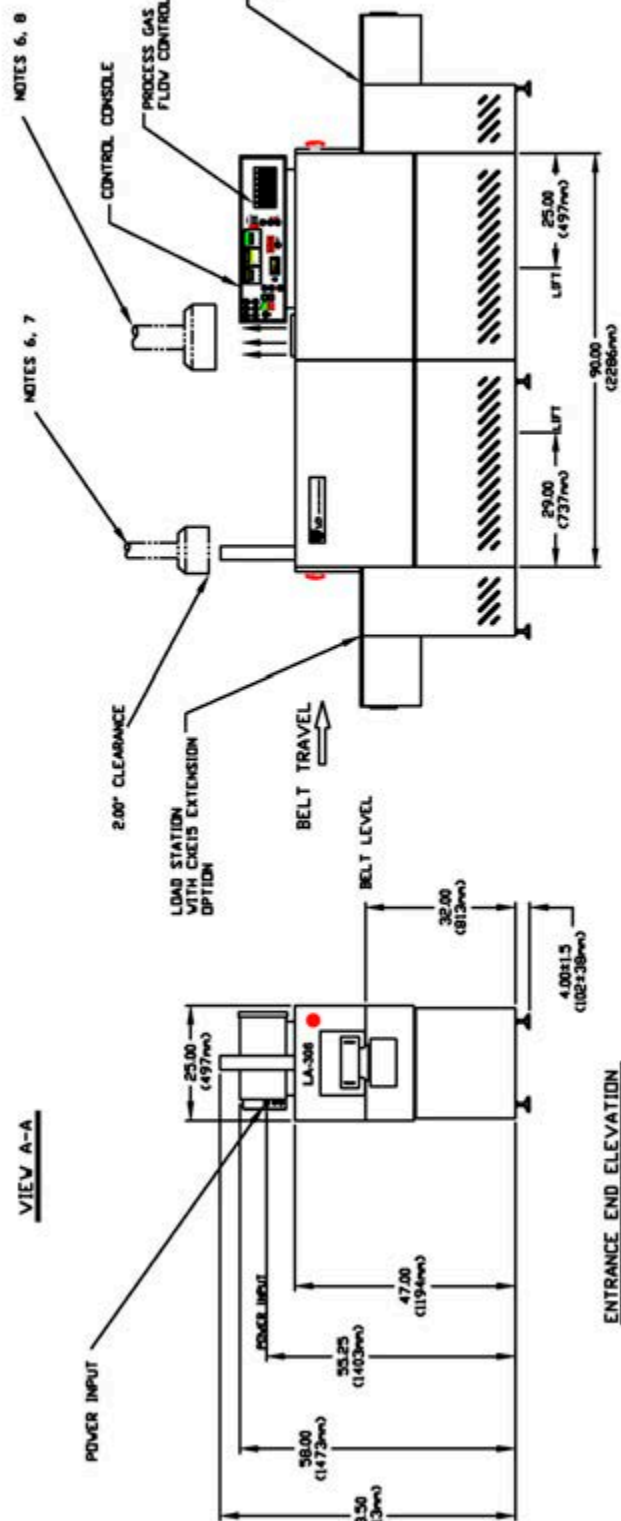 VIEW A-A
POWER INPUT
POWER INPUT
25.00
(497mm)
LA-306
BELT LEVEL
32.00
(813mm)
4.00±1.5
(102±38mm)
47.00
(1194mm)
55.25
(1403mm)
58.00
(1473mm)
ENTRANCE END ELEVATION
NOTES 6, 7
NOTES 6, 8
CONTROL CONSOLE
PROCESS GAS
FLOW CONTROL
2.00" CLEARANCE
LOAD STATION
WITH CXE15 EXTENSION
OPTION
BELT TRAVEL
LIFT
LIFT
29.00
(737mm)
25.00
(497mm)
90.00
(2286mm)